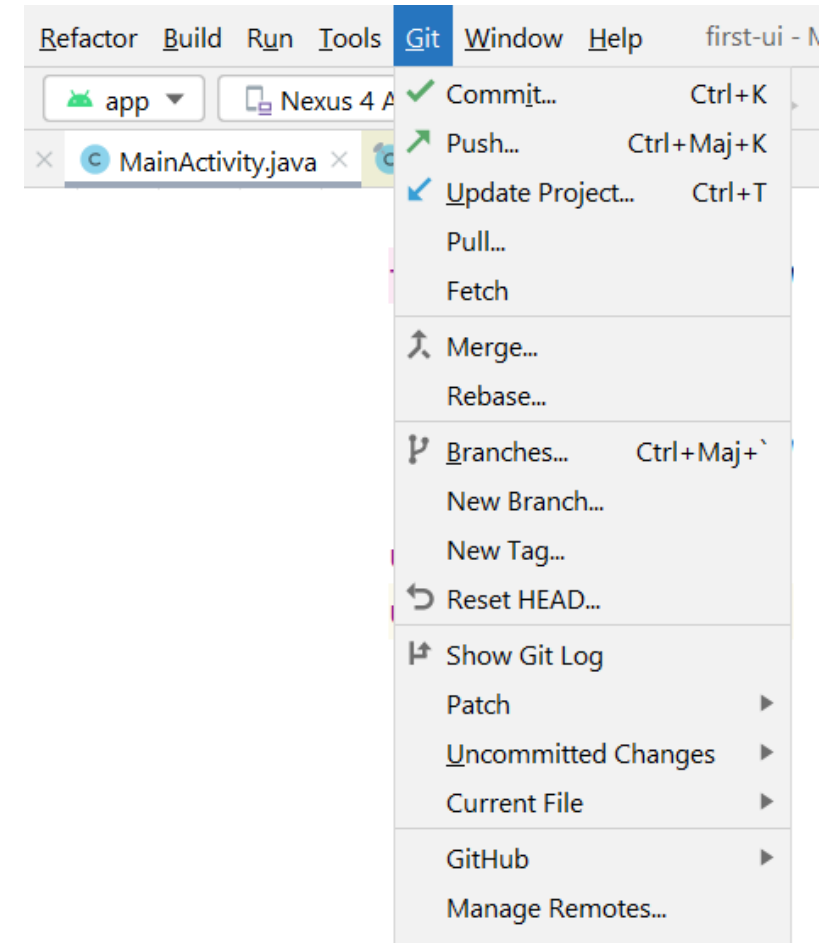 Refactor Build Run Tools Git Window Help first-ui -
app Nexus 4 A
MainActivity.java
Commit... Ctrl+K
Push... Ctrl+Maj+K
Update Project... Ctrl+T
Pull...
Fetch
Merge...
Rebase...
Branches... Ctrl+Maj+`
New Branch...
New Tag...
Reset HEAD...
Show Git Log
Patch
Uncommitted Changes
Current File
GitHub
Manage Remotes...